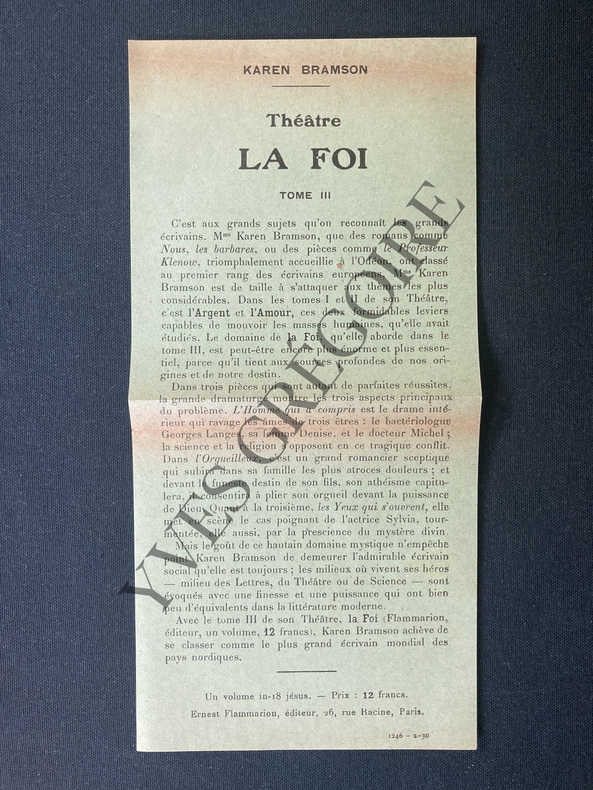 KAREN BRAMSON
Théâtre
LA FOI
TOME III
C'est aux grands sujets qu'on reconnaît les grands
écrivains. Mme Karen Bramson, que des romans comme
Nous, les barbares, ou des pièces comme le Professeur
Klenow, triomphalement accueillie à l'Odéon, ont classé
au premier rang des écrivains européens. Mme Karen
Bramson est de taille à s'attaquer aux thèmes les plus
considérables. Dans les tomes I et II de son Théâtre,
c'est l'Argent et l'Amour, ces deux formidables leviers
capables de mouvoir les masses humaines, qu'elle avait
étudiés. Le domaine de la Foi, qu'elle aborde dans le
tome III, est peut-être encore plus énorme et plus essen-
tiel, parce qu'il tient aux sources profondes de nos ori-
gines et de notre destin.
Dans trois pièces qui sont autant de parfaites réussites,
la grande dramaturge montre les trois aspects principaux
du problème. L'Homme qui a compris est le drame inté-
rieur qui ravage les âmes de trois êtres : le bactériologue
Georges Langes, sa femme Denise, et le docteur Michel ;
la science et la religion s'opposent en ce tragique conflit.
Dans l'Orgueilleux, c'est un grand romancier sceptique
qui subira dans sa famille les plus atroces douleurs ; et
devant le funeste destin de son fils, son athéisme capitu-
lera, il consentira à plier son orgueil devant la puissance
de Dieu. Quant à la troisième, les Yeux qui s'ouvrent, elle
met en scène le cas poignant de l'actrice Sylvia, tour-
mentée, elle aussi, par la prescience du mystère divin.
Mais le goût de ce hautain domaine mystique n'empêche
point Karen Bramson de demeurer l'admirable écrivain
social qu'elle est toujours ; les milieux où vivent ses héros
— milieu des Lettres, du Théâtre ou de Science — sont
évoqués avec une finesse et une puissance qui ont bien
peu d'équivalents dans la littérature moderne.
Avec le tome III de son Théâtre, la Foi (Flammarion,
éditeur, un volume, 12 francs), Karen Bramson achève de
se classer comme le plus grand écrivain mondial des
pays nordiques.
Un volume in-18 jésus. — Prix : 12 francs.
Ernest Flammarion, éditeur, 26, rue Racine, Paris.
1246 - 2-30
YVES GRÉGOIRE